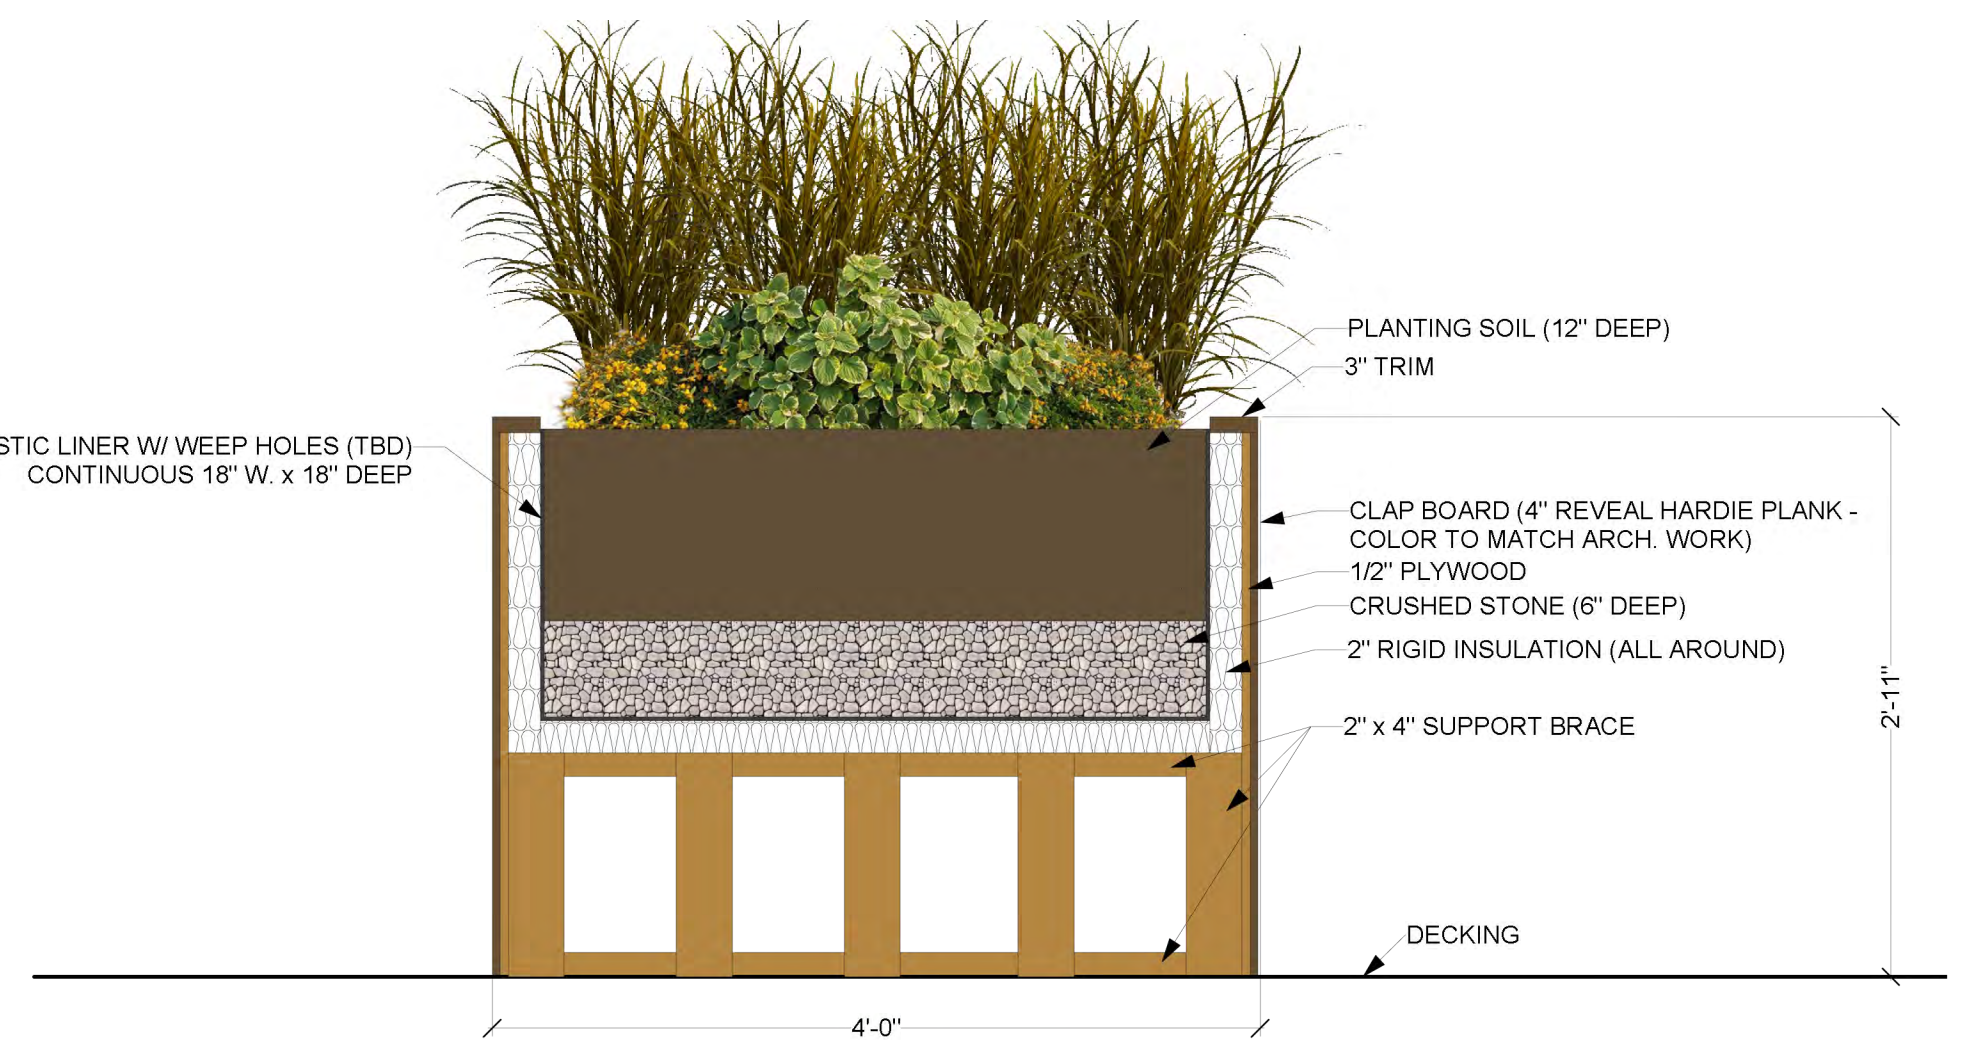 PLANTING SOIL (12" DEEP)
3" TRIM
STIC LINER W/ WEEP HOLES (TBD)
CONTINUOUS 18" W. x 18" DEEP
CLAP BOARD (4" REVEAL HARDIE PLANK -
COLOR TO MATCH ARCH. WORK)
1/2" PLYWOOD
CRUSHED STONE (6" DEEP)
2" RIGID INSULATION (ALL AROUND)
2'-11"
2" x 4" SUPPORT BRACE
DECKING
4'-0"